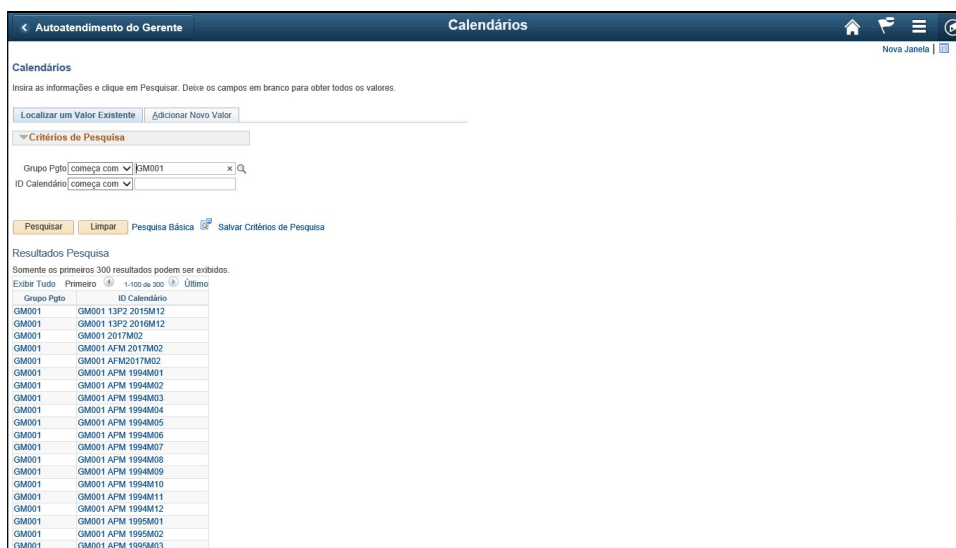 Autoatendimento do Gerente
Calendários
Nova Janela |
Calendários
Insira as informações e clique em Pesquisar. Deixe os campos em branco para obter todos os valores.
Localizar um Valor Existente Adicionar Novo Valor
Critérios de Pesquisa
Grupo Pgto começa com GM001
ID Calendário começa com
Pesquisar Limpar Pesquisa Básica Salvar Critérios de Pesquisa
Resultados Pesquisa
Somente os primeiros 300 resultados podem ser exibidos.
Exibir Tudo Primeiro 1-100 de 300 Último
Grupo Pgto ID Calendário
GM001 GM001 13P2 2015M12
GM001 GM001 13P2 2016M12
GM001 GM001 2017M02
GM001 GM001 AFM 2017M02
GM001 GM001 AFM2017M02
GM001 GM001 APM 1994M01
GM001 GM001 APM 1994M02
GM001 GM001 APM 1994M03
GM001 GM001 APM 1994M04
GM001 GM001 APM 1994M05
GM001 GM001 APM 1994M06
GM001 GM001 APM 1994M07
GM001 GM001 APM 1994M08
GM001 GM001 APM 1994M09
GM001 GM001 APM 1994M10
GM001 GM001 APM 1994M11
GM001 GM001 APM 1994M12
GM001 GM001 APM 1995M01
GM001 GM001 APM 1995M02
GM001 GM001 APM 1995M03